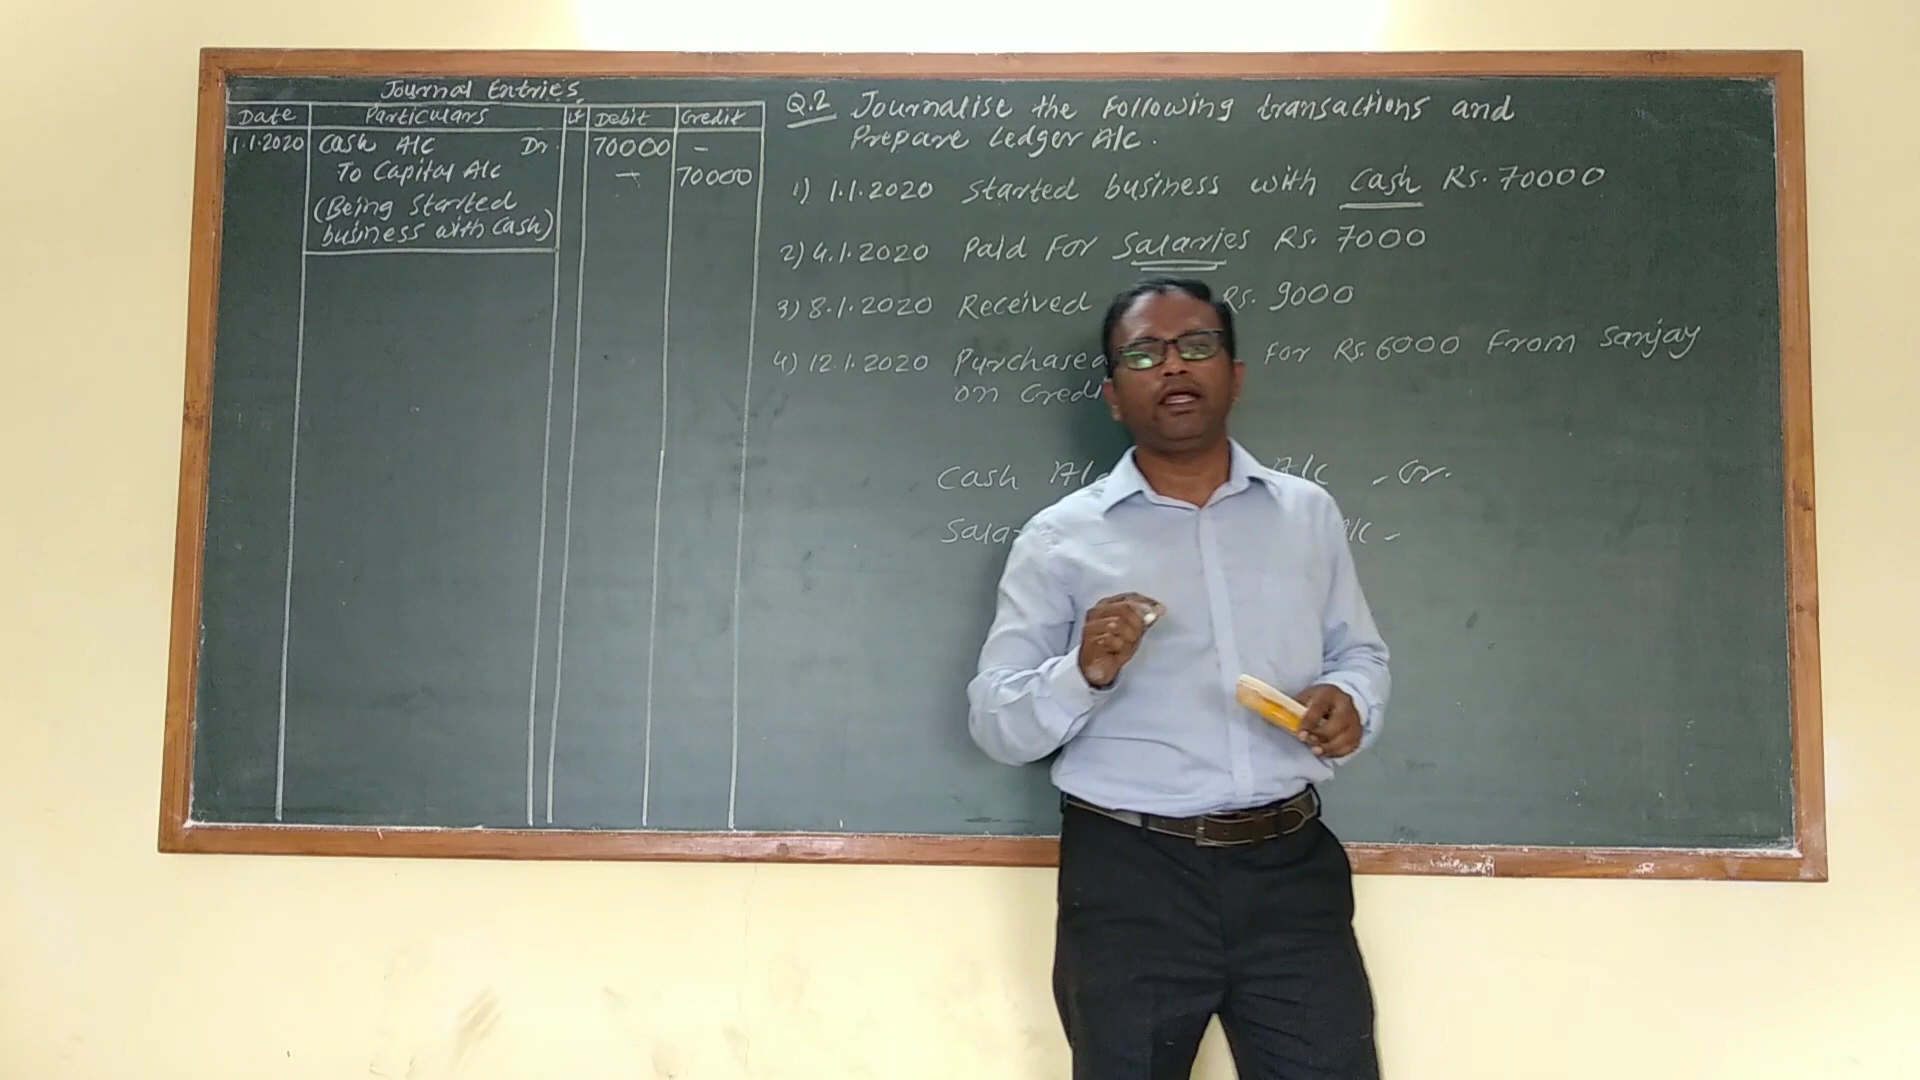 Journal Entries
Date Particulars LF Debit Credit
1.1.2020 Cash A/c Dr. 70000 -
To Capital A/c - 70000
(Being Started
business with cash)
Q.2 Journalise the Following transactions and
Prepare Ledger A/c.
1) 1.1.2020 Started business with Cash Rs. 70000
2) 4.1.2020 Paid For Salaries Rs. 7000
3) 8.1.2020 Received Rs. 9000
4) 12.1.2020 Purchased for Rs. 6000 From Sanjay
on
Cash A/c A/c - Cr.